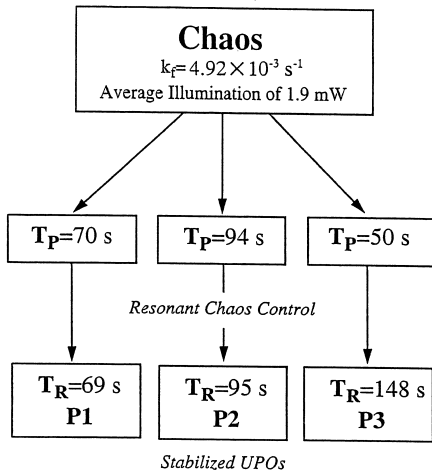 Chaos
k_f=4.92×10⁻³ s⁻¹
Average Illumination of 1.9 mW
T_P=70 s
T_P=94 s
T_P=50 s
Resonant Chaos Control
T_R=69 s
P1
T_R=95 s
P2
T_R=148 s
P3
Stabilized UPOs